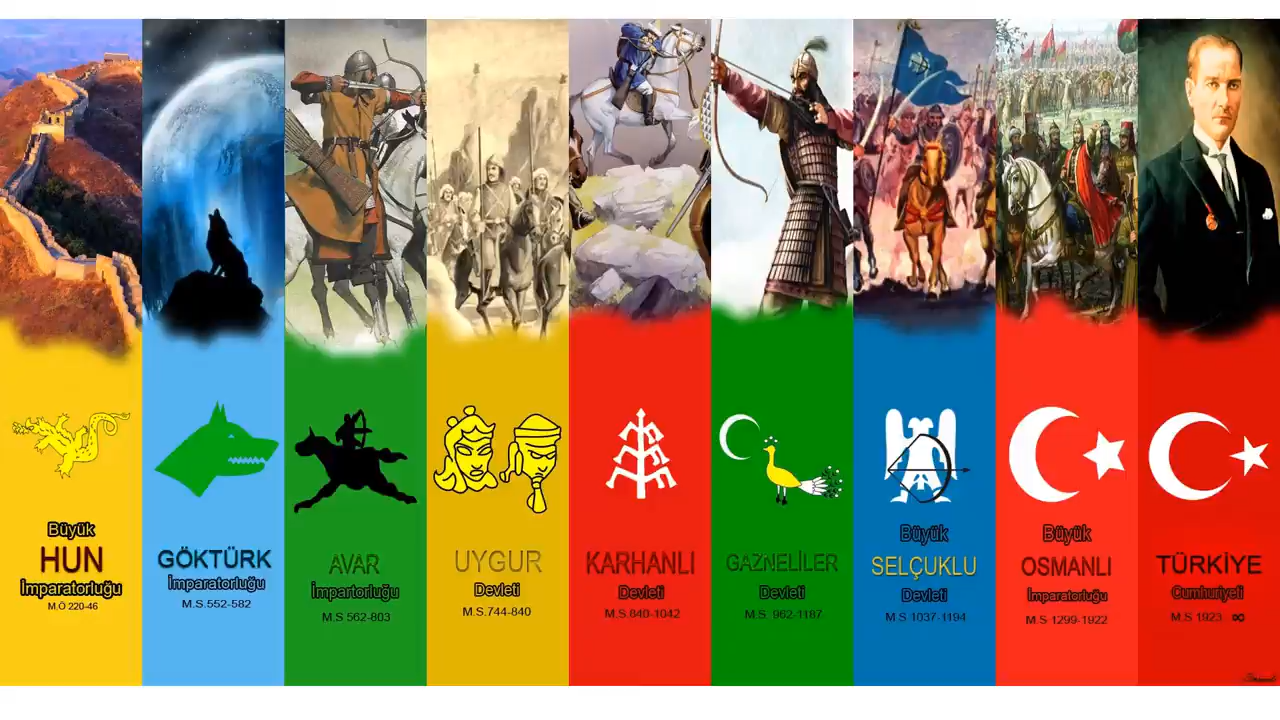 Büyük
HUN
İmparatorluğu
M.Ö 220-46
GÖKTÜRK
İmparatorluğu
M.S.552-582
AVAR
İmpartorluğu
M.S 562-803
UYGUR
Devleti
M.S.744-840
KARHANLI
Devleti
M.S.840-1042
GAZNELİLER
Devleti
M.S. 962-1187
Büyük
SELÇUKLU
Devleti
M.S 1037-1194
Büyük
OSMANLI
İmparatorluğu
M.S 1299-1922
TÜRKİYE
Cumhuriyeti
M.S 1923 ∞